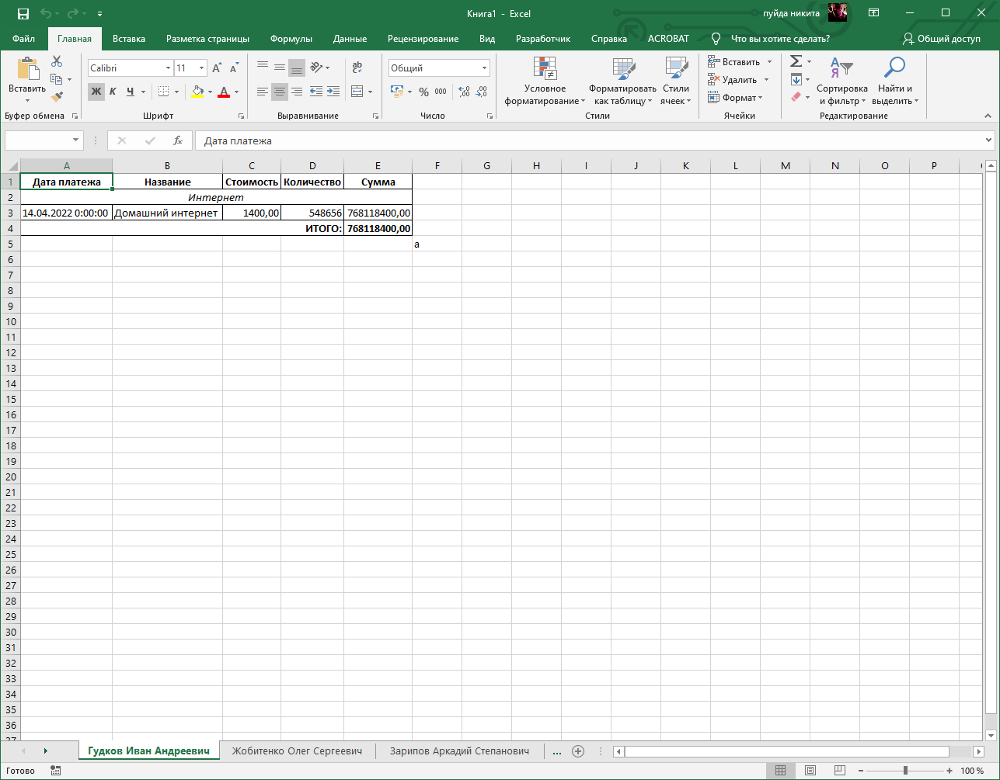 Книга1 - Excel
пуйда никита
Файл Главная Вставка Разметка страницы Формулы Данные Рецензирование Вид Разработчик Справка ACROBAT Что вы хотите сделать? Общий доступ
Вставить
Буфер обмена
Calibri 11
Ж К Ч
Шрифт
ab
Выравнивание
Общий
% 000
Число
Условное форматирование
Форматировать как таблицу
Стили ячеек
Стили
Вставить
Удалить
Формат
Ячейки
Сортировка и фильтр
Найти и выделить
Редактирование
fx Дата платежа
A B C D E F G H I J K L M N O P
1 Дата платежа Название Стоимость Количество Сумма
2 Интернет
3 14.04.2022 0:00:00 Домашний интернет 1400,00 548656 768118400,00
4 ИТОГО: 768118400,00
5 а
6
7
8
9
10
11
12
13
14
15
16
17
18
19
20
21
22
23
24
25
26
27
28
29
30
31
32
33
34
35
36
37
Гудков Иван Андреевич Жобитенко Олег Сергеевич Зарипов Аркадий Степанович ...
Готово 100 %